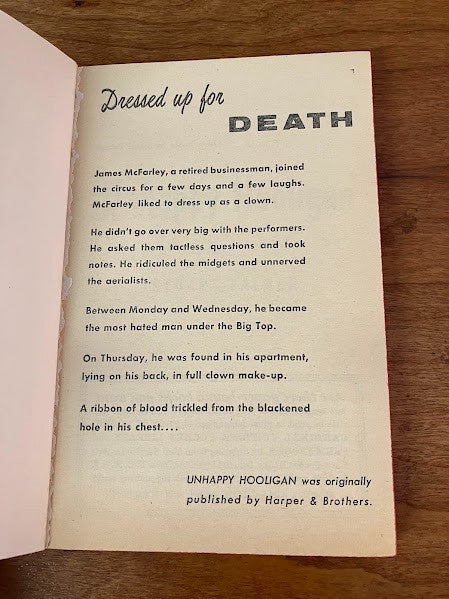 Dressed up for
DEATH
James McFarley, a retired businessman, joined
the circus for a few days and a few laughs.
McFarley liked to dress up as a clown.
He didn't go over very big with the performers.
He asked them tactless questions and took
notes. He ridiculed the midgets and unnerved
the aerialists.
Between Monday and Wednesday, he became
the most hated man under the Big Top.
On Thursday, he was found in his apartment,
lying on his back, in full clown make-up.
A ribbon of blood trickled from the blackened
hole in his chest....
UNHAPPY HOOLIGAN was originally
published by Harper & Brothers.